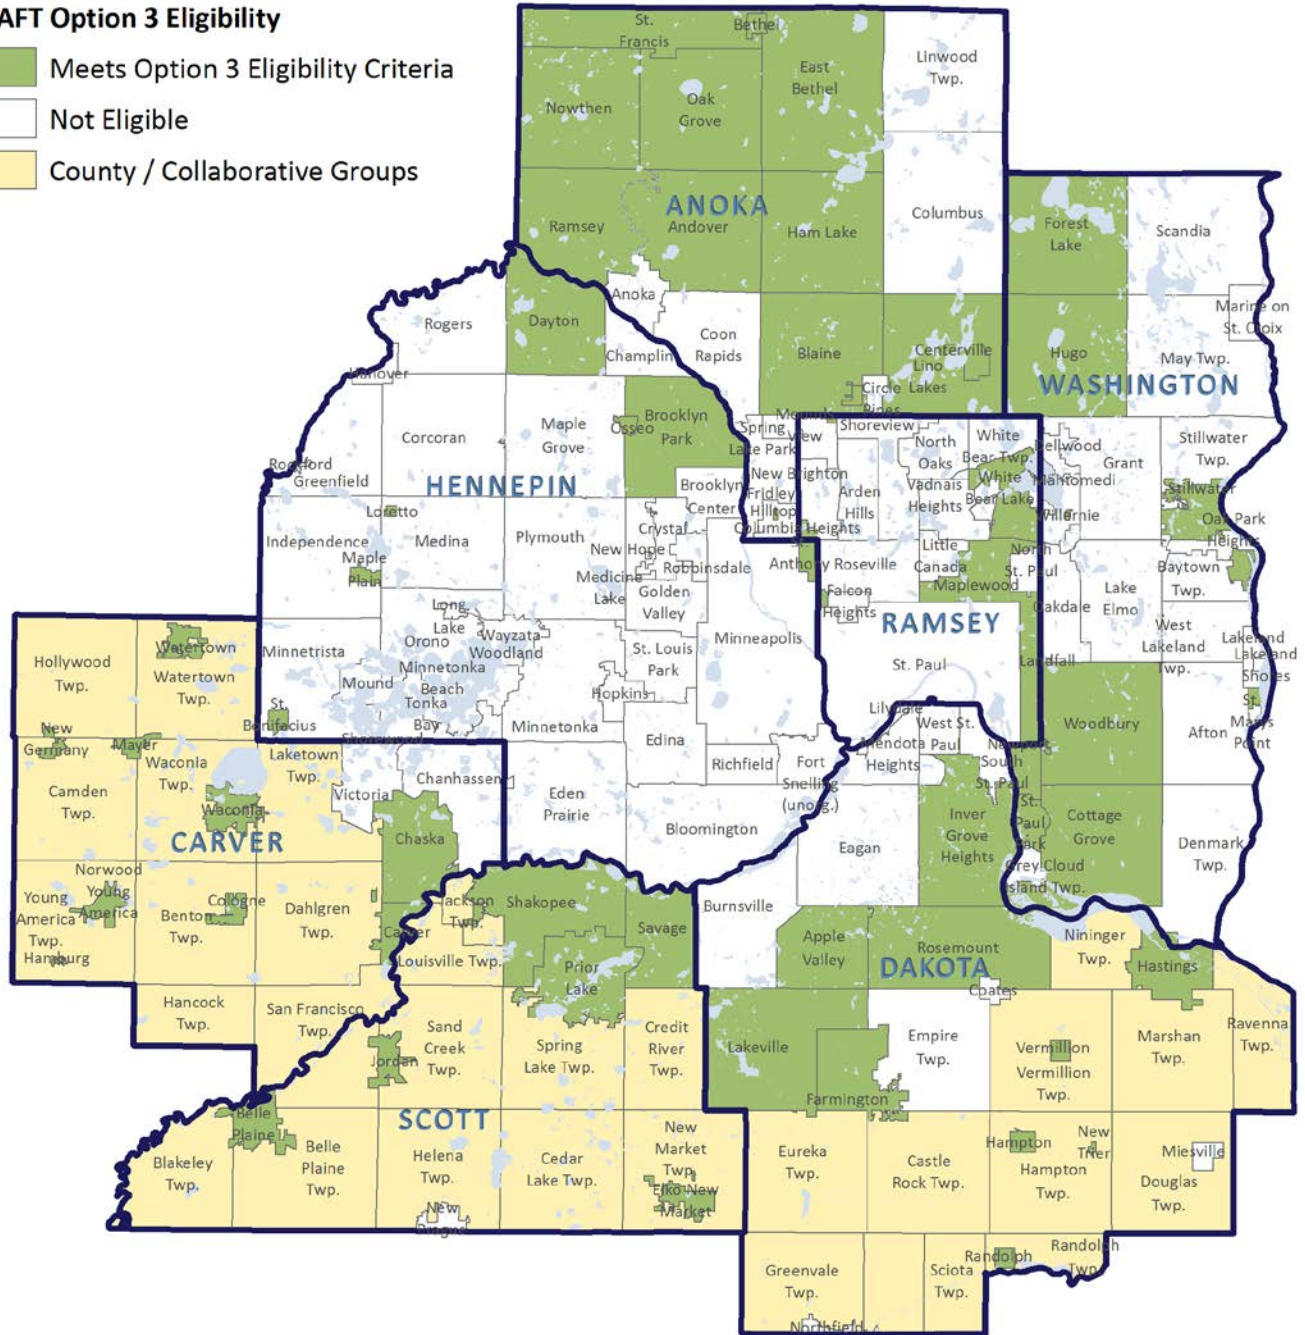 AFT Option 3 Eligibility
Meets Option 3 Eligibility Criteria
Not Eligible
County / Collaborative Groups
St.
Francis
Bethel
Linwood
Twp.
East
Bethel
Nowthen
Oak
Grove
ANOKA
Ramsey
Andover
Ham Lake
Columbus
Forest
Lake
Scandia
Anoka
Rogers
Dayton
Coon
Rapids
Champlin
Blaine
Centerville
Lino
Lakes
Circle
Pines
Hugo
Marine on
St. Croix
May Twp.
WASHINGTON
Hanover
Corcoran
Maple
Grove
Osseo
Brooklyn
Park
Spring
Lake Park
Mounds
View
Shoreview
North
Oaks
White
Bear Twp.
Dellwood
Grant
Stillwater
Twp.
Rockford
Greenfield
HENNEPIN
Brooklyn
Center
New Brighton
Fridley
Hilltop
Columbia Heights
Arden
Hills
Vadnais
Heights
White
Bear Lake
Mahtomedi
Willernie
Stillwater
Oak Park
Heights
Loretto
Independence
Maple
Plain
Medina
Plymouth
Crystal
New Hope
Robbinsdale
Medicine
Lake
Golden
Valley
St.
Anthony
Roseville
Little
Canada
North
St. Paul
Maplewood
Falcon
Heights
Lake
Elmo
Baytown
Twp.
Oakdale
RAMSEY
Long
Lake
Orono
Wayzata
Woodland
Minnetonka
Beach
Minnetrista
Mound
Tonka
Bay
St. Louis
Park
Hopkins
Minneapolis
St. Paul
Landfall
West
Lakeland
Twp.
Lakeland
Lakeland
Shores
St.
Marys
Point
Hollywood
Twp.
Watertown
Watertown
Twp.
St.
Bonifacius
Shorewood
Minnetonka
Edina
Richfield
Fort
Snelling
(unorg.)
Lilydale
Mendota
Heights
West St.
Paul
Newport
South
St. Paul
Woodbury
Afton
New
Germany
Mayer
Waconia
Twp.
Laketown
Twp.
Victoria
Chanhassen
Camden
Twp.
Waconia
CARVER
Chaska
Eden
Prairie
Bloomington
Eagan
Inver
Grove
Heights
St.
Paul
Park
Grey Cloud
Island Twp.
Cottage
Grove
Denmark
Twp.
Norwood
Young
America
Young
America
Twp.
Hamburg
Cologne
Benton
Twp.
Dahlgren
Twp.
Carver
Jackson
Twp.
Louisville Twp.
Shakopee
Savage
Prior
Lake
Burnsville
Apple
Valley
Rosemount
DAKOTA
Nininger
Twp.
Hastings
Coates
Hancock
Twp.
San Francisco
Twp.
Sand
Creek
Twp.
Jordan
Spring
Lake Twp.
Credit
River
Twp.
Lakeville
Empire
Twp.
Vermillion
Vermillion
Twp.
Marshan
Twp.
Ravenna
Twp.
Farmington
SCOTT
Belle
Plaine
Blakeley
Twp.
Belle
Plaine
Twp.
Helena
Twp.
New
Prague
Cedar
Lake Twp.
New
Market
Twp.
Elko New
Market
Eureka
Twp.
Castle
Rock Twp.
Hampton
New
Trier
Hampton
Twp.
Miesville
Douglas
Twp.
Greenvale
Twp.
Northfield
Sciota
Twp.
Randolph
Randolph
Twp.